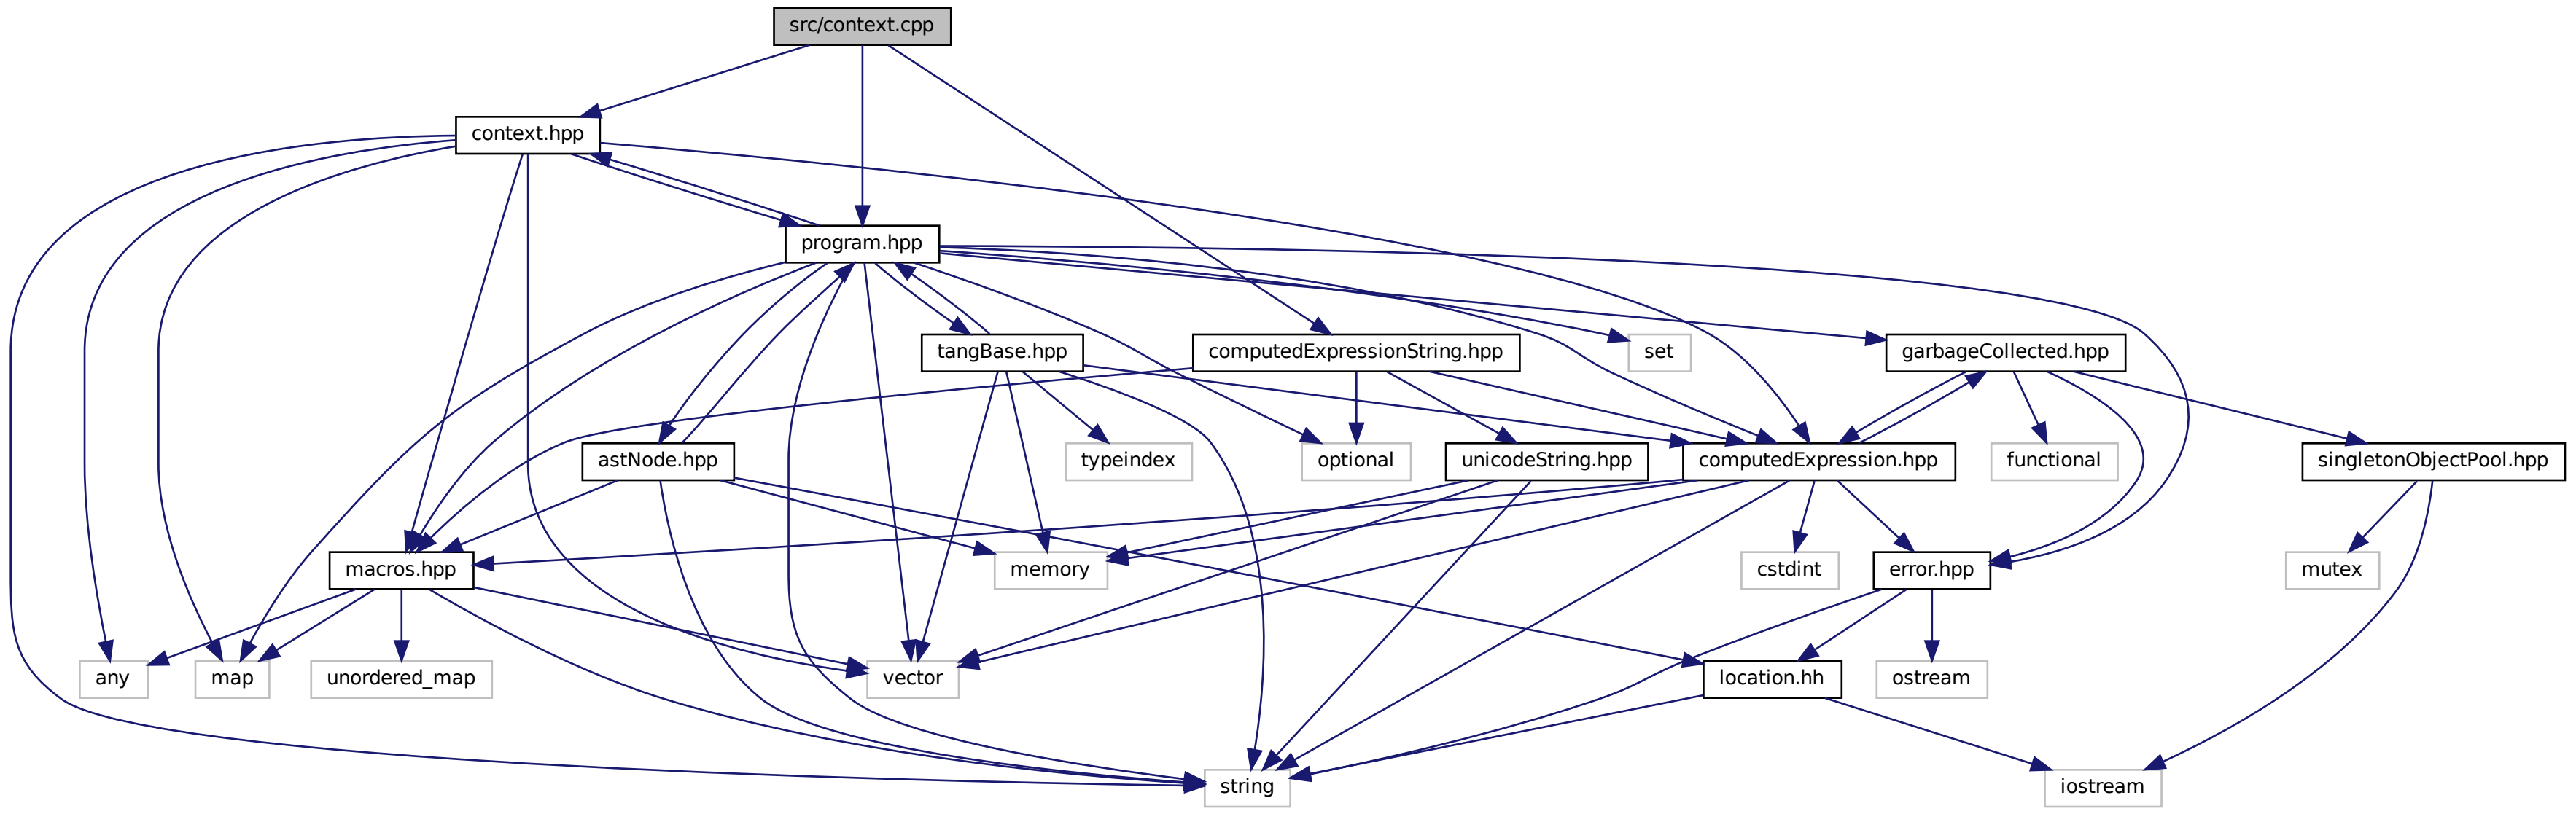 src/context.cpp
context.hpp
program.hpp
tangBase.hpp
computedExpressionString.hpp
set
garbageCollected.hpp
astNode.hpp
typeindex
optional
unicodeString.hpp
computedExpression.hpp
functional
singletonObjectPool.hpp
macros.hpp
memory
cstdint
error.hpp
mutex
any
map
unordered_map
vector
location.hh
ostream
string
iostream